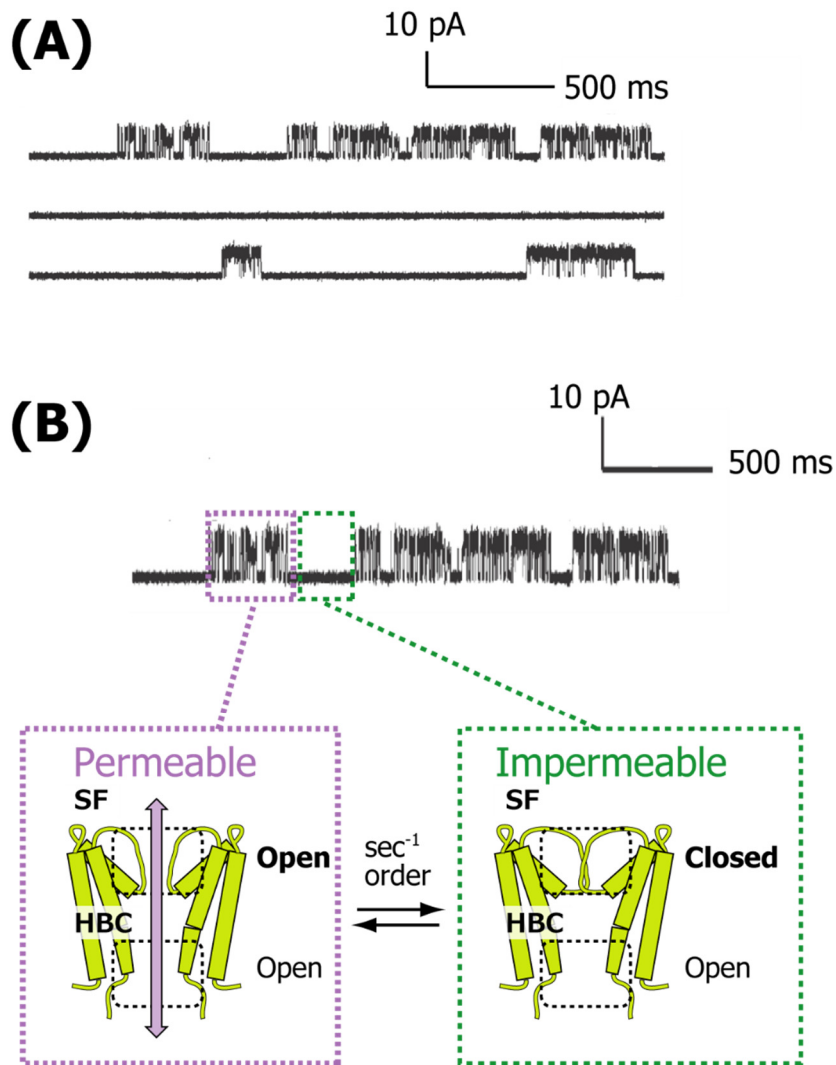 (A)
10 pA
500 ms
(B)
10 pA
500 ms
Permeable
SF
Open
HBC
Open
sec⁻¹
order
Impermeable
SF
Closed
HBC
Open